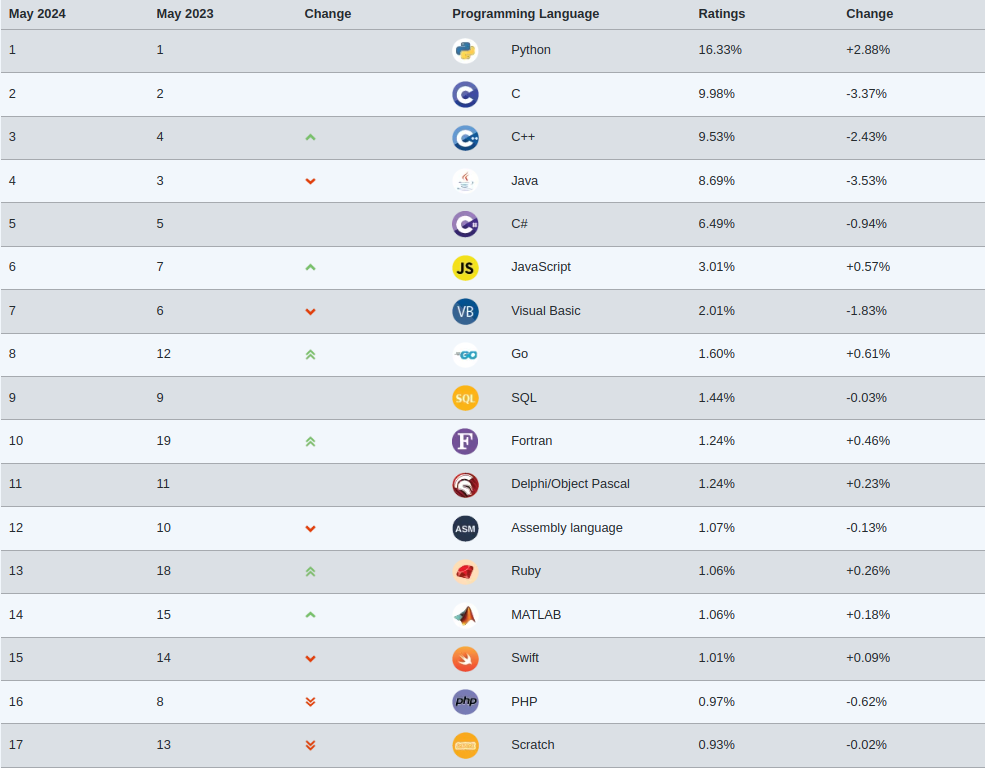 May 2024 May 2023 Change Programming Language Ratings Change
1 1 Python 16.33% +2.88%
2 2 C C 9.98% -3.37%
3 4 C++ C++ 9.53% -2.43%
4 3 Java Java 8.69% -3.53%
5 5 C C# 6.49% -0.94%
6 7 JS JavaScript 3.01% +0.57%
7 6 VB Visual Basic 2.01% -1.83%
8 12 GO Go 1.60% +0.61%
9 9 SQL SQL 1.44% -0.03%
10 19 F Fortran 1.24% +0.46%
11 11 Delphi/Object Pascal 1.24% +0.23%
12 10 ASM Assembly language 1.07% -0.13%
13 18 Ruby 1.06% +0.26%
14 15 MATLAB 1.06% +0.18%
15 14 Swift 1.01% +0.09%
16 8 php PHP 0.97% -0.62%
17 13 Scratch 0.93% -0.02%